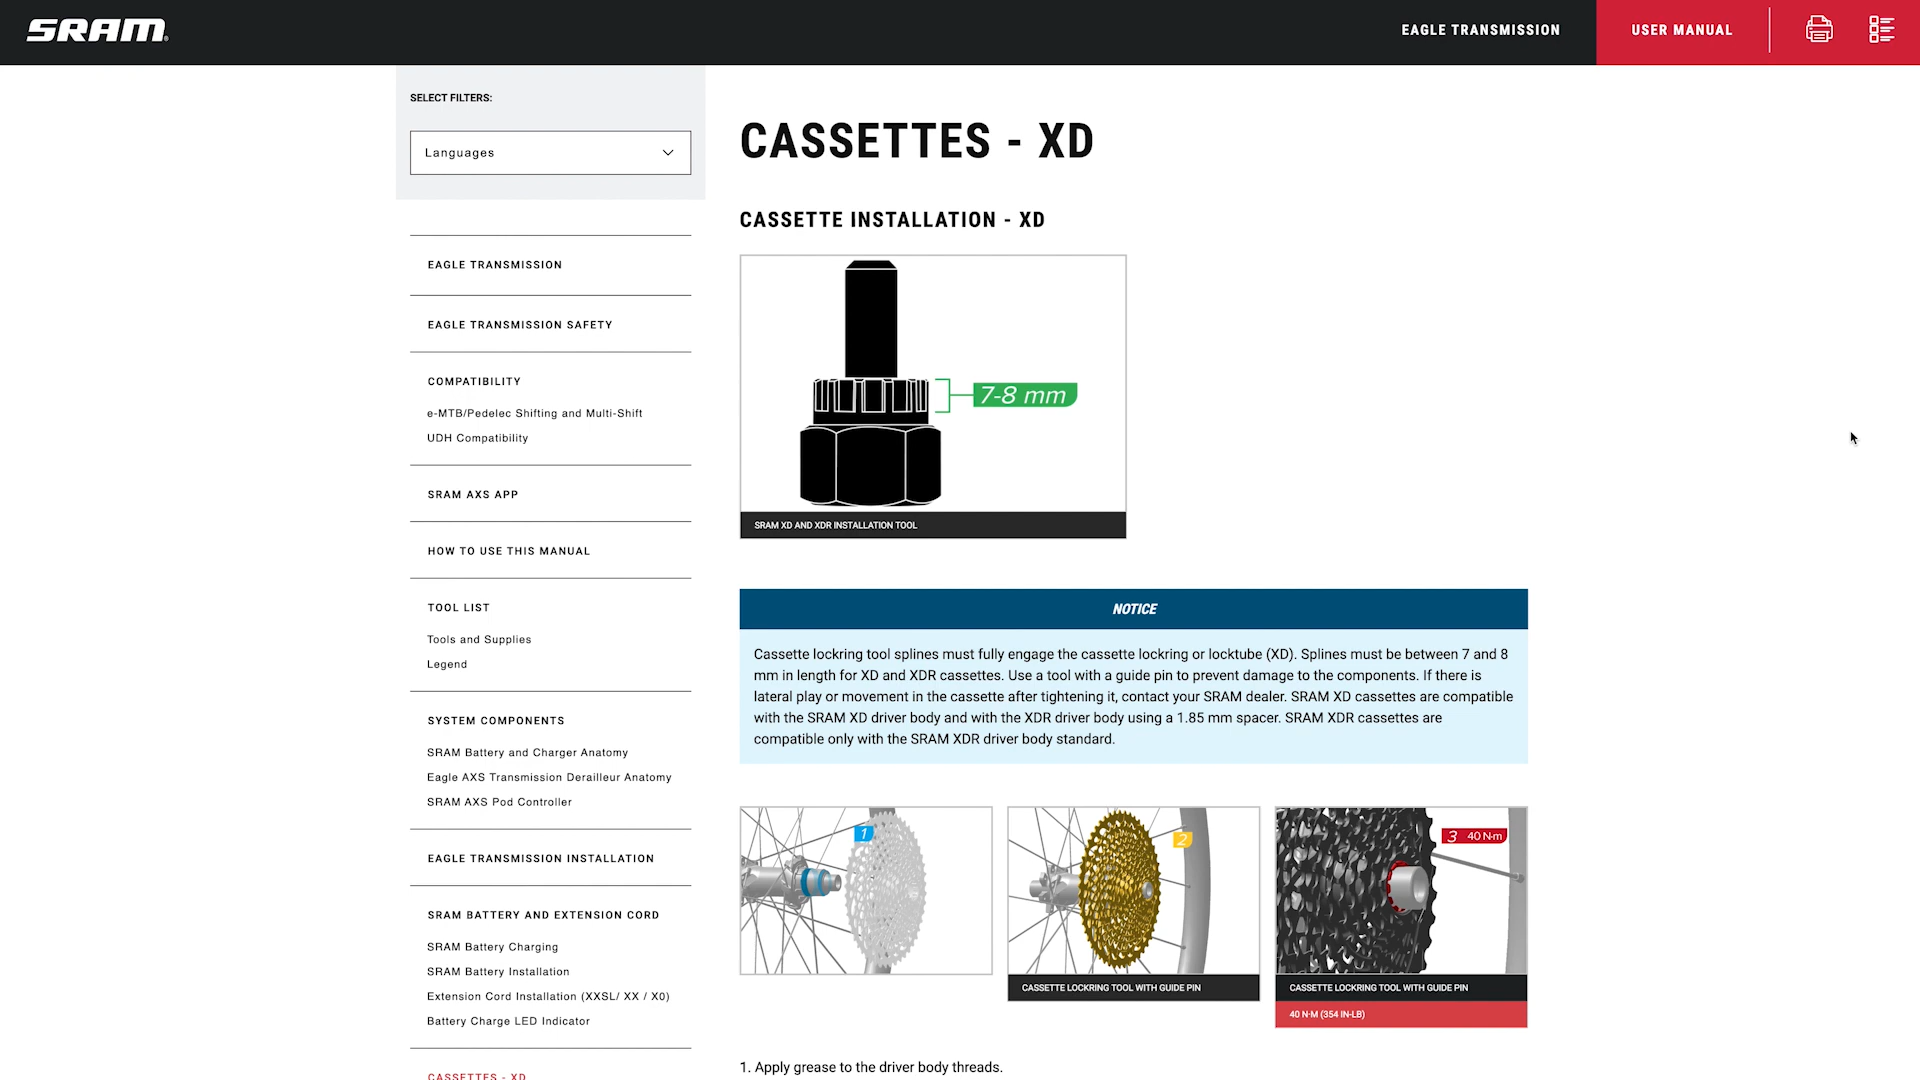 SRAM
EAGLE TRANSMISSION
USER MANUAL
SELECT FILTERS:
Languages
EAGLE TRANSMISSION
EAGLE TRANSMISSION SAFETY
COMPATIBILITY
e-MTB/Pedelec Shifting and Multi-Shift
UDH Compatibility
SRAM AXS APP
HOW TO USE THIS MANUAL
TOOL LIST
Tools and Supplies
Legend
SYSTEM COMPONENTS
SRAM Battery and Charger Anatomy
Eagle AXS Transmission Derailleur Anatomy
SRAM AXS Pod Controller
EAGLE TRANSMISSION INSTALLATION
SRAM BATTERY AND EXTENSION CORD
SRAM Battery Charging
SRAM Battery Installation
Extension Cord Installation (XXSL/ XX / X0)
Battery Charge LED Indicator
CASSETTES - XD
CASSETTES - XD
CASSETTE INSTALLATION - XD
7-8 mm
SRAM XD AND XDR INSTALLATION TOOL
NOTICE
Cassette lockring tool splines must fully engage the cassette lockring or locktube (XD). Splines must be between 7 and 8
mm in length for XD and XDR cassettes. Use a tool with a guide pin to prevent damage to the components. If there is
lateral play or movement in the cassette after tightening it, contact your SRAM dealer. SRAM XD cassettes are compatible
with the SRAM XD driver body and with the XDR driver body using a 1.85 mm spacer. SRAM XDR cassettes are
compatible only with the SRAM XDR driver body standard.
1
2
3 40 N·m
CASSETTE LOCKRING TOOL WITH GUIDE PIN
CASSETTE LOCKRING TOOL WITH GUIDE PIN
40 N·M (354 IN-LB)
1. Apply grease to the driver body threads.